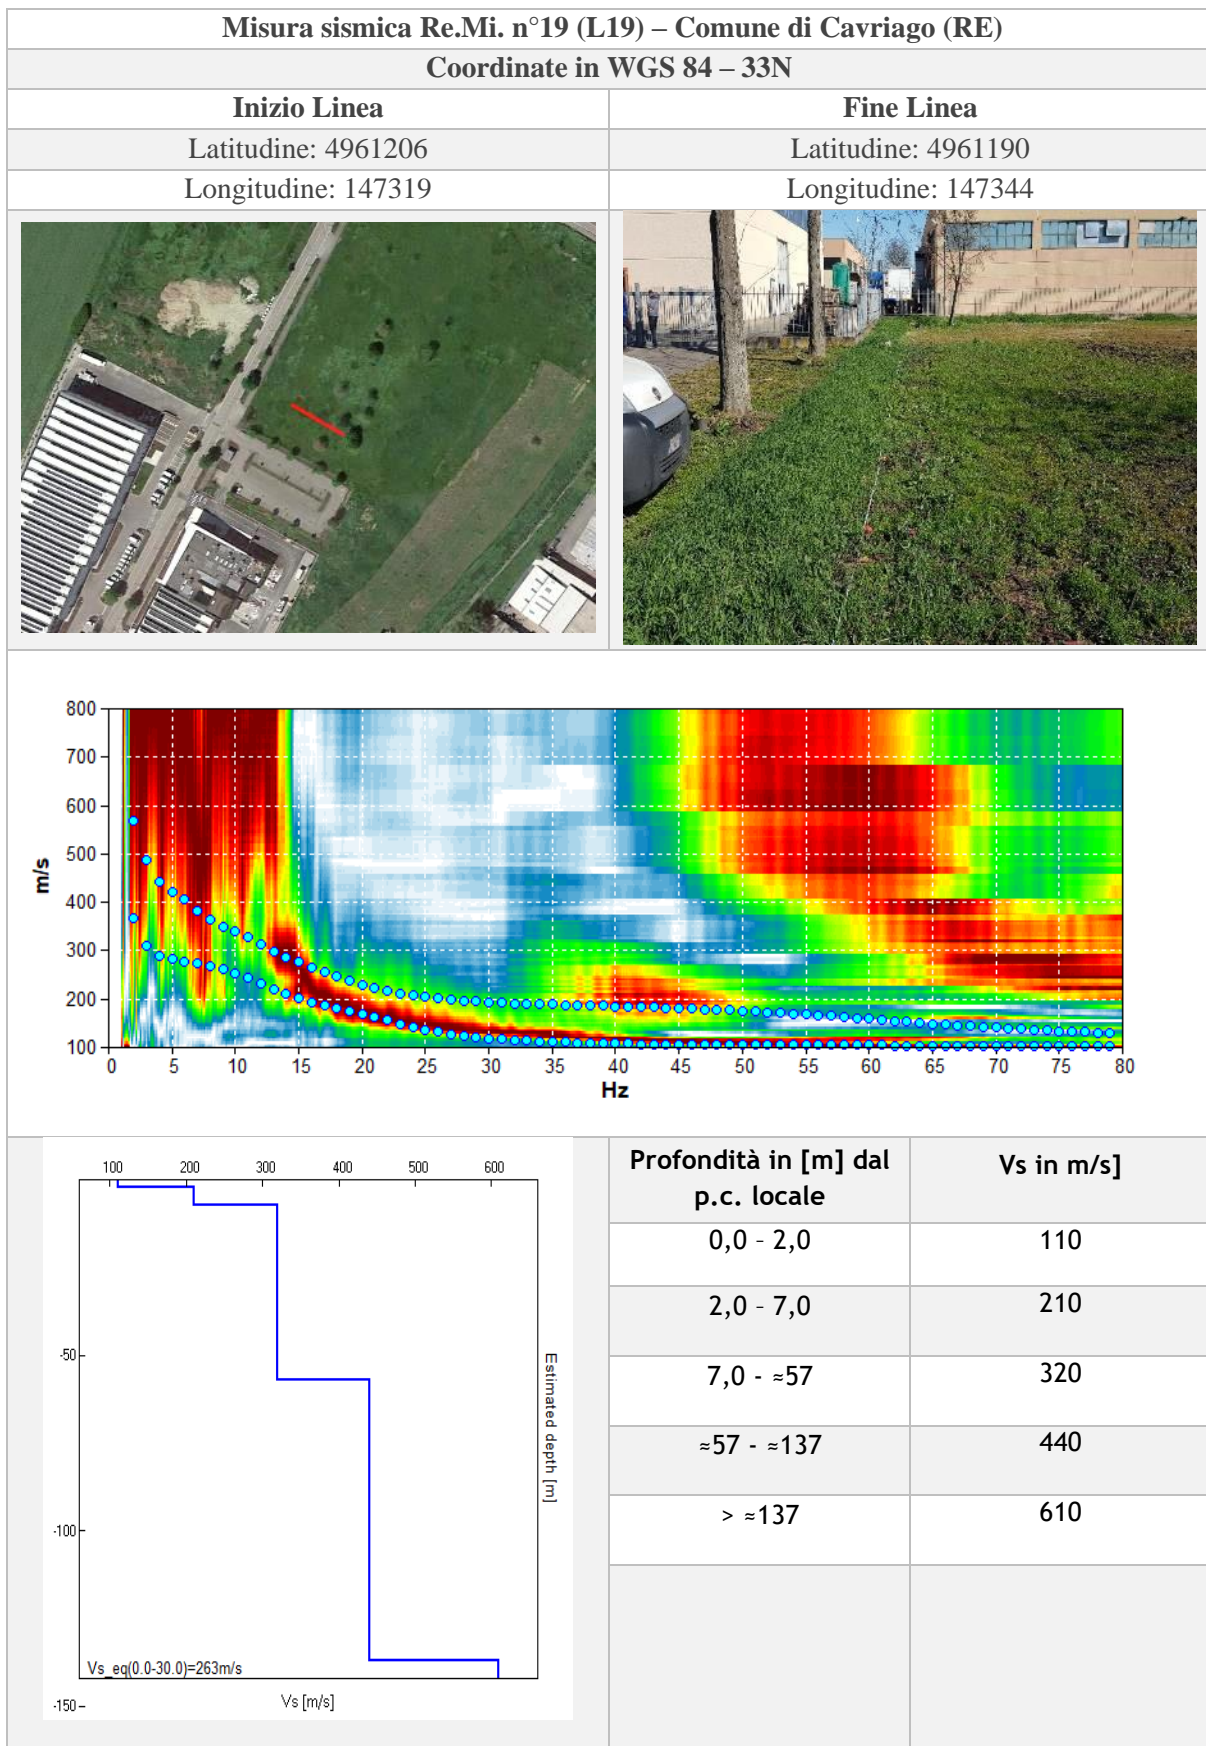 Misura sismica Re.Mi. n°19 (L19) – Comune di Cavriago (RE)
Coordinate in WGS 84 – 33N
Inizio Linea
Fine Linea
Latitudine: 4961206
Latitudine: 4961190
Longitudine: 147319
Longitudine: 147344
800
700
600
500
400
300
200
100
m/s
0 5 10 15 20 25 30 35 40 45 50 55 60 65 70 75 80
Hz
100 200 300 400 500 600
-50
-100
-150
Estimated depth [m]
Vs_eq(0.0-30.0)=263m/s
Vs [m/s]
Profondità in [m] dal
p.c. locale
Vs in m/s]
0,0 – 2,0
110
2,0 – 7,0
210
7,0 - ≈57
320
≈57 - ≈137
440
> ≈137
610